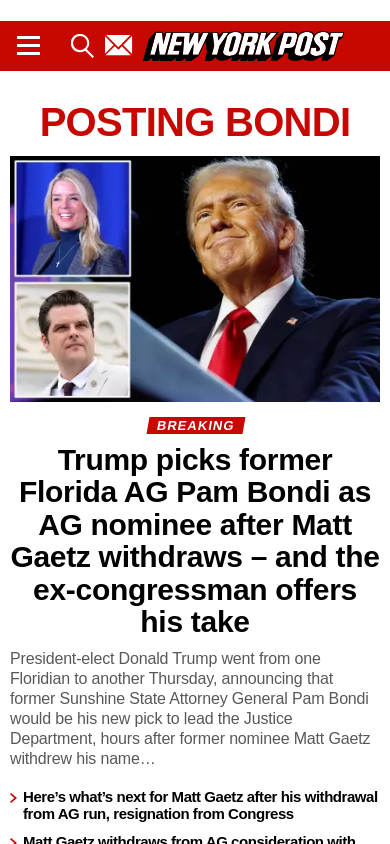 NEW YORK POST
POSTING BONDI
BREAKING
Trump picks former
Florida AG Pam Bondi as
AG nominee after Matt
Gaetz withdraws – and the
ex-congressman offers
his take
President-elect Donald Trump went from one
Floridian to another Thursday, announcing that
former Sunshine State Attorney General Pam Bondi
would be his new pick to lead the Justice
Department, hours after former nominee Matt Gaetz
withdrew his name…
Here’s what’s next for Matt Gaetz after his withdrawal
from AG run, resignation from Congress
Matt Gaetz withdraws from AG consideration with